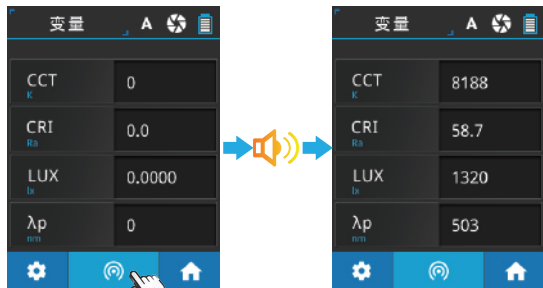 变量 A
CCT 0
K
CRI 0.0
Ra
LUX 0.0000
lx
λp 0
nm
变量 A
CCT 8188
K
CRI 58.7
Ra
LUX 1320
lx
λp 503
nm